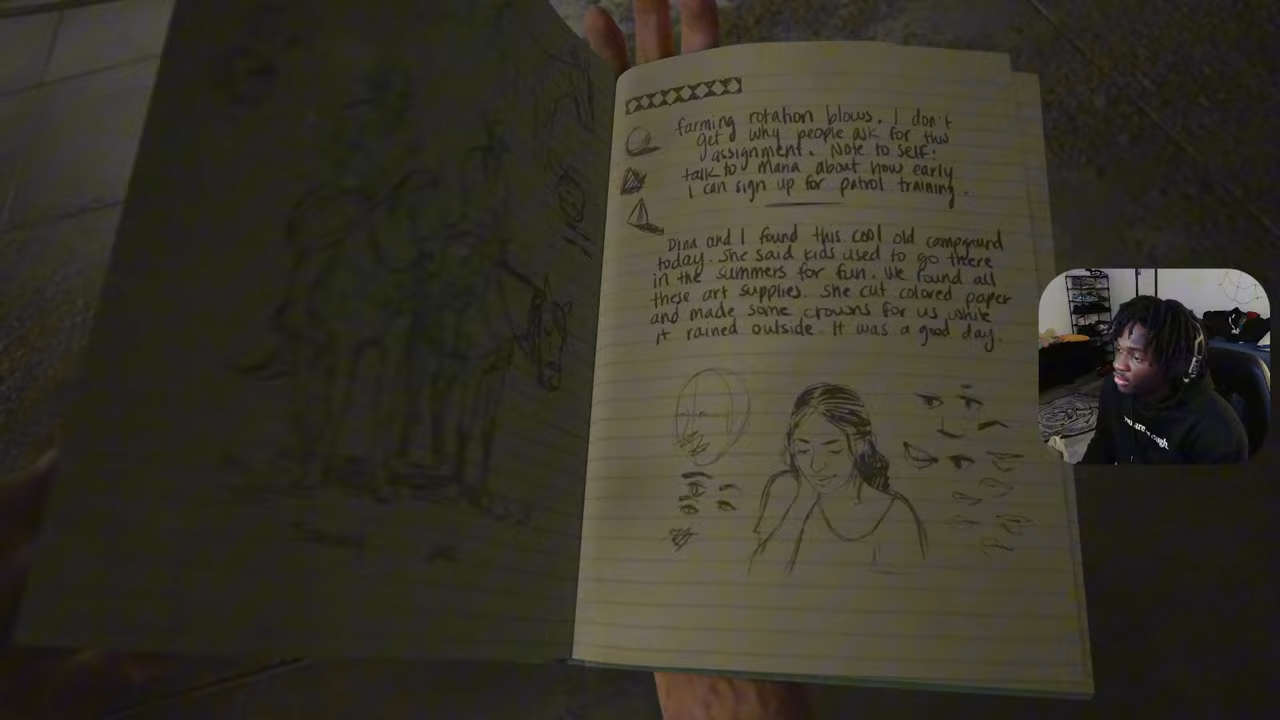 farming rotation blows. I don't
get why people ask for this
assignment. Note to self:
talk to Maria about how early
I can sign up for patrol training.
Dina and I found this cool old campground
today. She said kids used to go there
in the summers for fun. We found all
these art supplies. She cut colored paper
and made some crowns for us while
it rained outside. It was a good day.
You are enough.